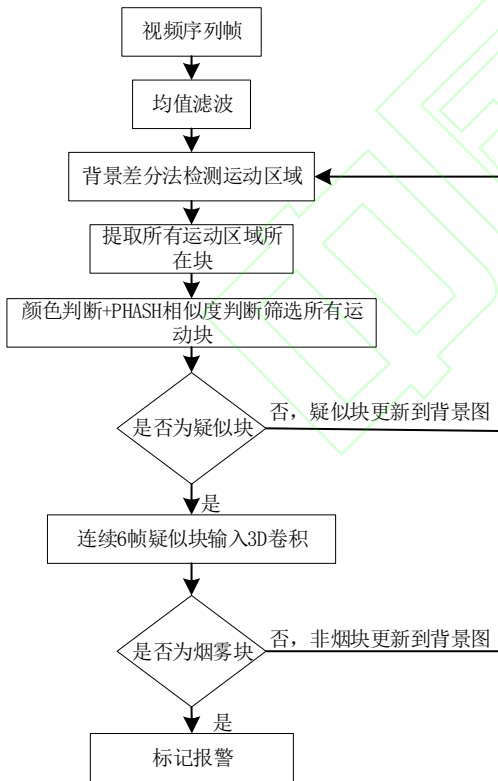 视频序列帧
均值滤波
背景差分法检测运动区域
提取所有运动区域所
在块
颜色判断+PHASH相似度判断筛选所有运
动块
是否为疑似块
否，疑似块更新到背景图
是
连续6帧疑似块输入3D卷积
是否为烟雾块
否，非烟块更新到背景图
是
标记报警